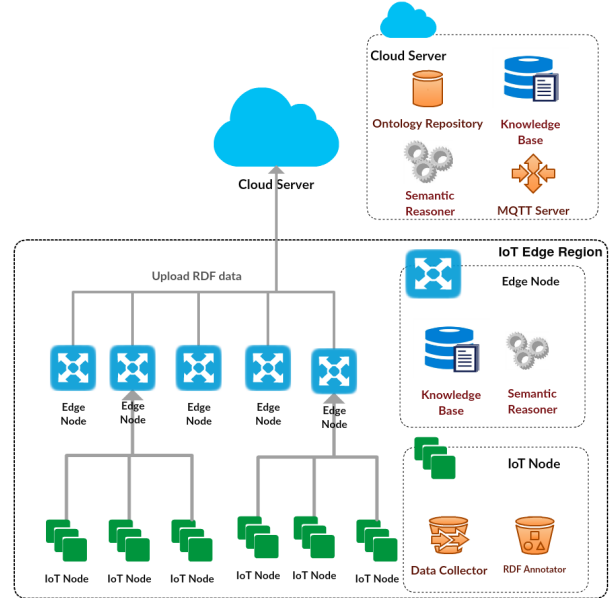 Cloud Server
Ontology Repository
Knowledge
Base
Semantic
Reasoner
MQTT Server
Cloud Server
IoT Edge Region
Upload RDF data
Edge Node
Knowledge
Base
Semantic
Reasoner
Edge
Node
Edge
Node
Edge
Node
Edge
Node
Edge
Node
IoT Node
Data Collector
RDF Annotator
IoT Node
IoT Node
IoT Node
IoT Node
IoT Node
IoT Node